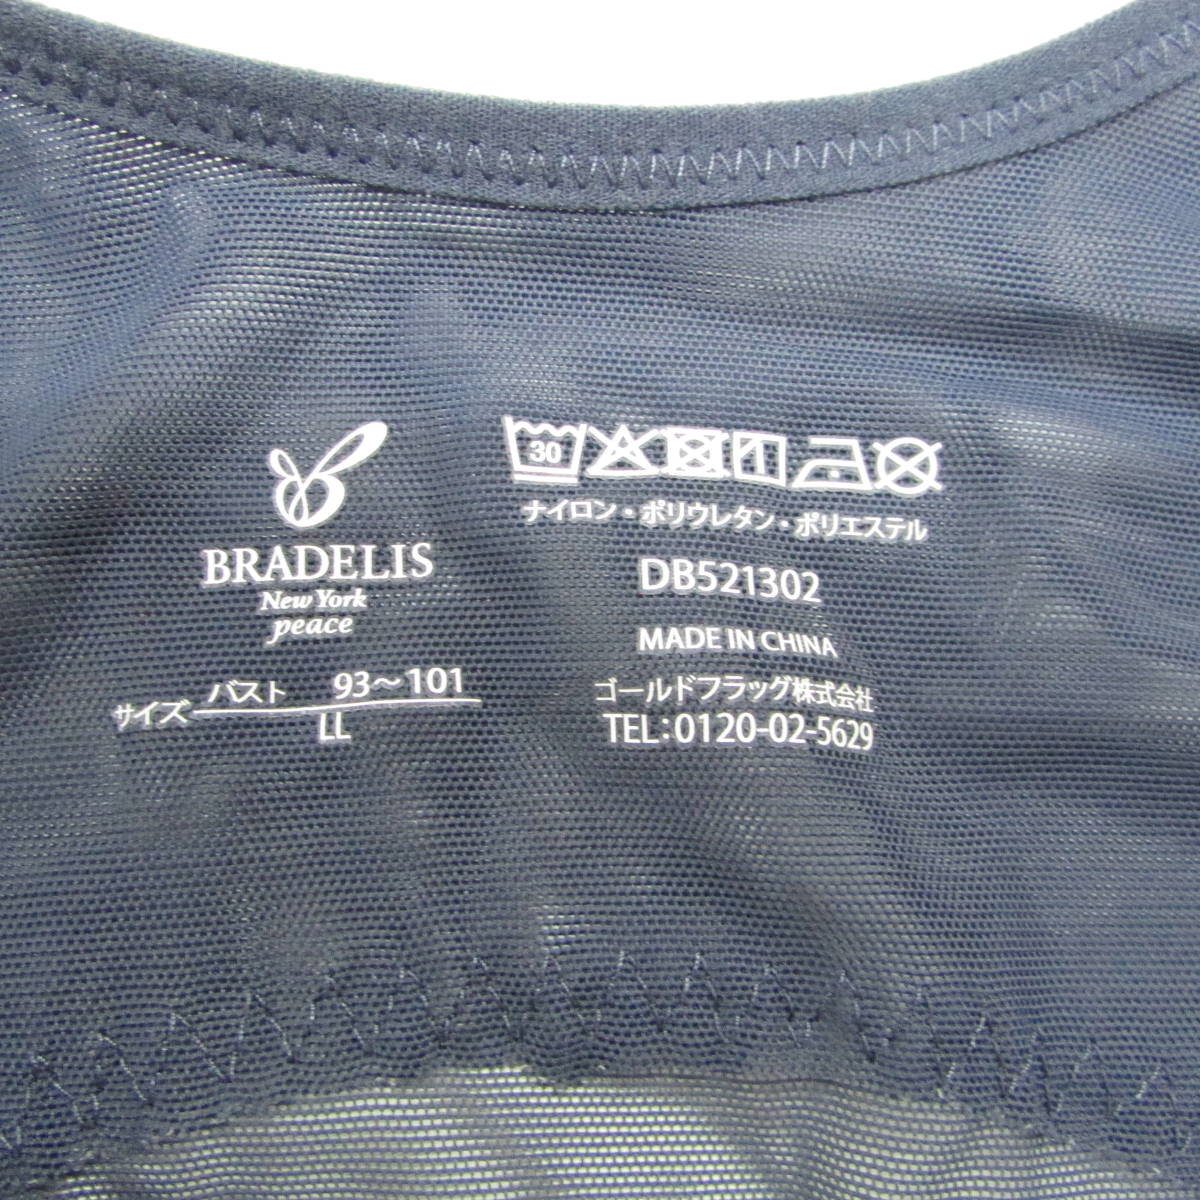 BRADELIS
New York
peace
サイズ
バスト 93～101
LL
30
ナイロン・ポリウレタン・ポリエステル
DB521302
MADE IN CHINA
ゴールドフラッグ株式会社
TEL:0120-02-5629